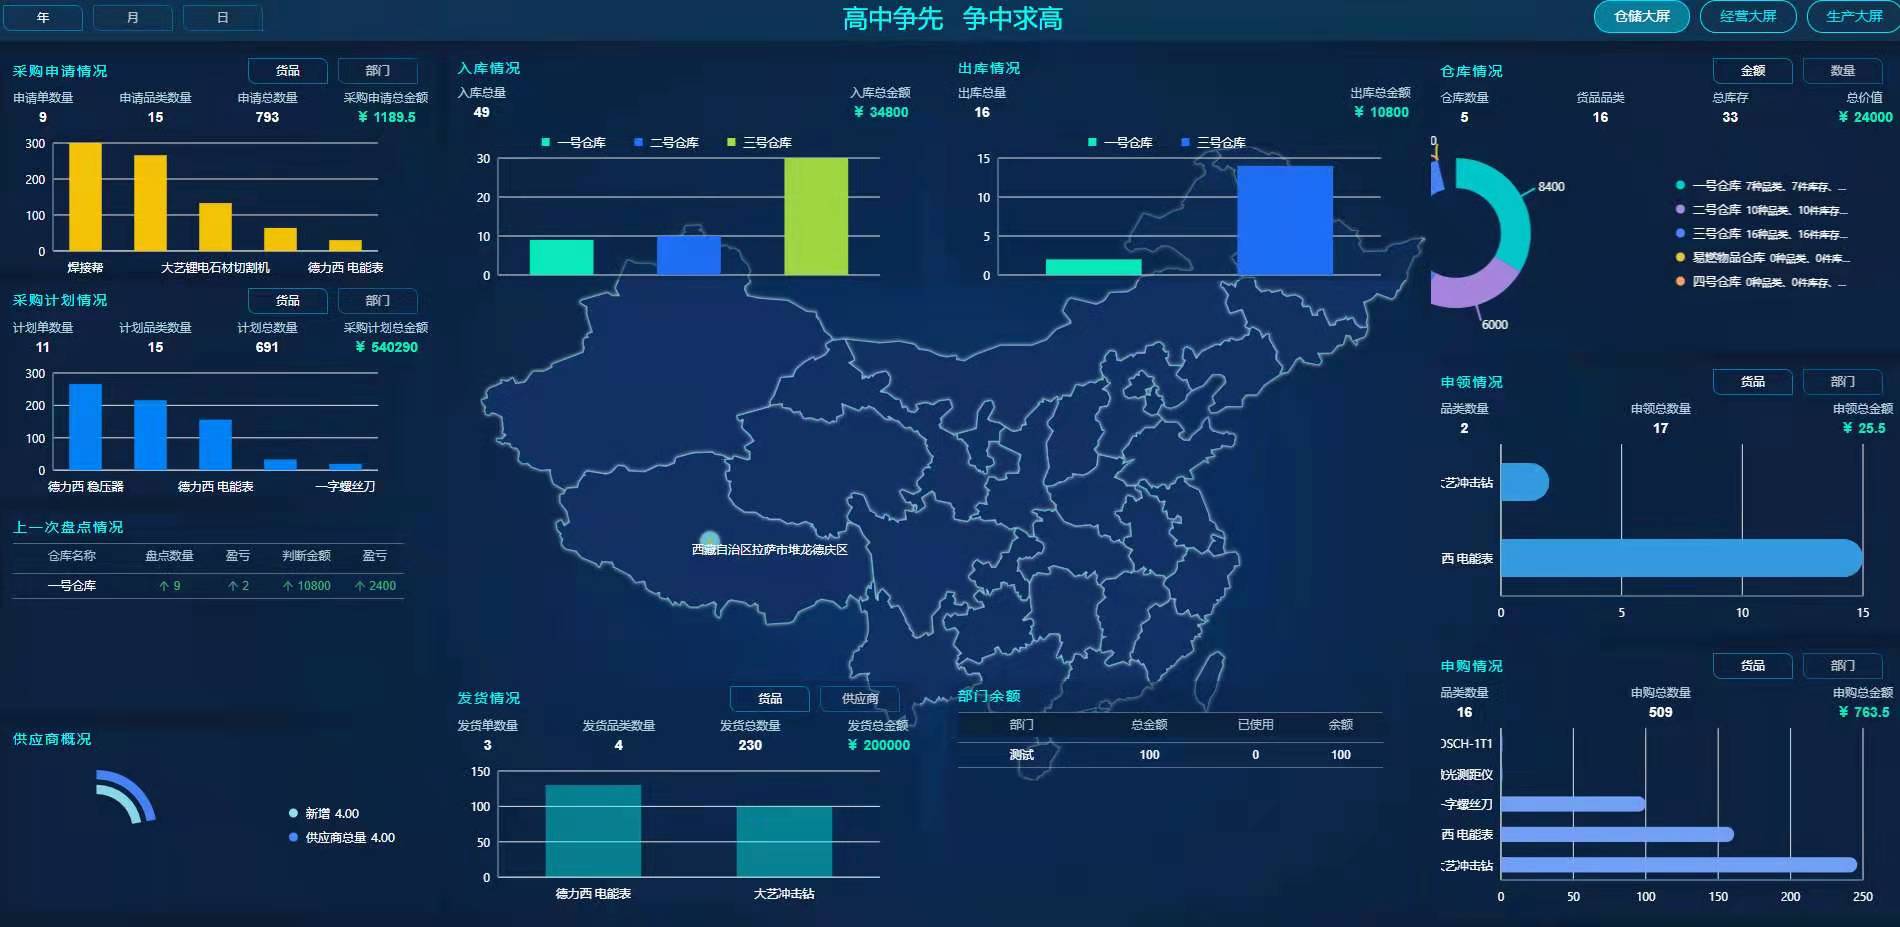 年 月 日
高中争先 争中求高
仓储大屏 经营大屏 生产大屏
采购申请情况 货品 部门
申请单数量 申请品类数量 申请总数量 采购申请总金额
9 15 793 ¥ 1189.5
300
200
100
0
焊接帮 大艺锂电石材切割机 德力西 电能表
采购计划情况 货品 部门
计划单数量 计划品类数量 计划总数量 采购计划总金额
11 15 691 ¥ 540290
300
200
100
0
德力西 稳压器 德力西 电能表 一字螺丝刀
上一次盘点情况
仓库名称 盘点数量 盈亏 判断金额 盈亏
一号仓库 ↑ 9 ↑ 2 ↑ 10800 ↑ 2400
供应商概况
新增 4.00
供应商总量 4.00
入库情况
入库总量 入库总金额
49 ¥ 34800
一号仓库 二号仓库 三号仓库
30
20
10
0
出库情况
出库总量 出库总金额
16 ¥ 10800
一号仓库 三号仓库
15
10
5
0
西藏自治区拉萨市堆龙德庆区
发货情况 货品 供应商
发货单数量 发货品类数量 发货总数量 发货总金额
3 4 230 ¥ 200000
150
100
50
0
德力西 电能表 大艺冲击钻
部门余额
部门 总金额 已使用 余额
测试 100 0 100
仓库情况 金额 数量
仓库数量 货品品类 总库存 总价值
5 16 33 ¥ 24000
0
8400
6000
一号仓库 7种品类、7件库存、...
二号仓库 10种品类、10件库存...
三号仓库 16种品类、16件库存...
易燃物品仓库 0种品类、0件库...
四号仓库 0种品类、0件库存、...
申领情况 货品 部门
品类数量 申领总数量 申领总金额
2 17 ¥ 25.5
艺冲击钻
西 电能表
0 5 10 15
申购情况 货品 部门
品类数量 申购总数量 申购总金额
16 509 ¥ 763.5
DSCH-1T1
光测距仪
一字螺丝刀
西 电能表
艺冲击钻
0 50 100 150 200 250